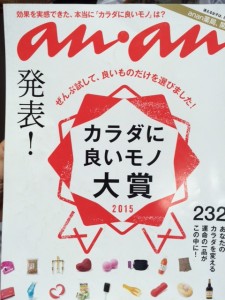 効果を実感できた、本当に「カラダに良いモノ」は?
an・an
発表!
ぜんぶ試して、良いものだけを選びました!
カラダに
良いモノ
大賞
2015
232
あなたの
カラダを変える
運命の一品が
この中に!